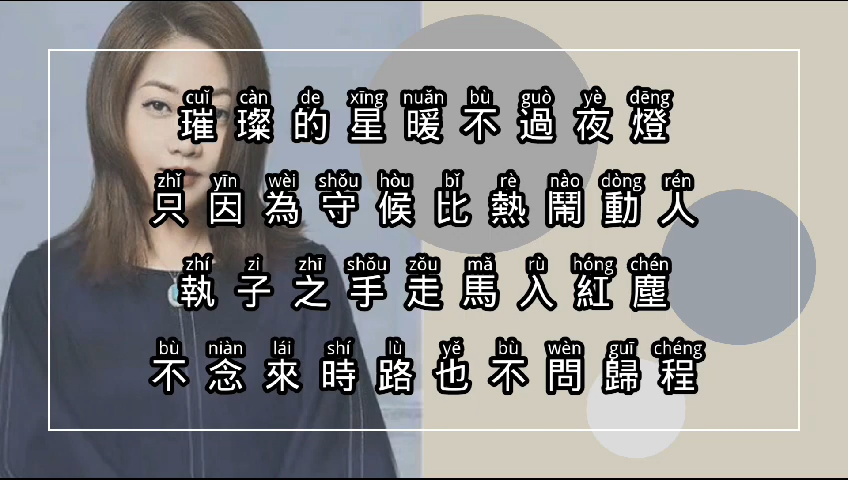 cuǐ càn de xīng nuǎn bù guò yè dēng
璀璨的星暖不過夜燈
zhǐ yīn wèi shǒu hòu bǐ rè nào dòng rén
只因為守候比熱鬧動人
zhí zi zhī shǒu zǒu mǎ rù hóng chén
執子之手走馬入紅塵
bù niàn lái shí lù yě bù wèn guī chéng
不念來時路也不問歸程